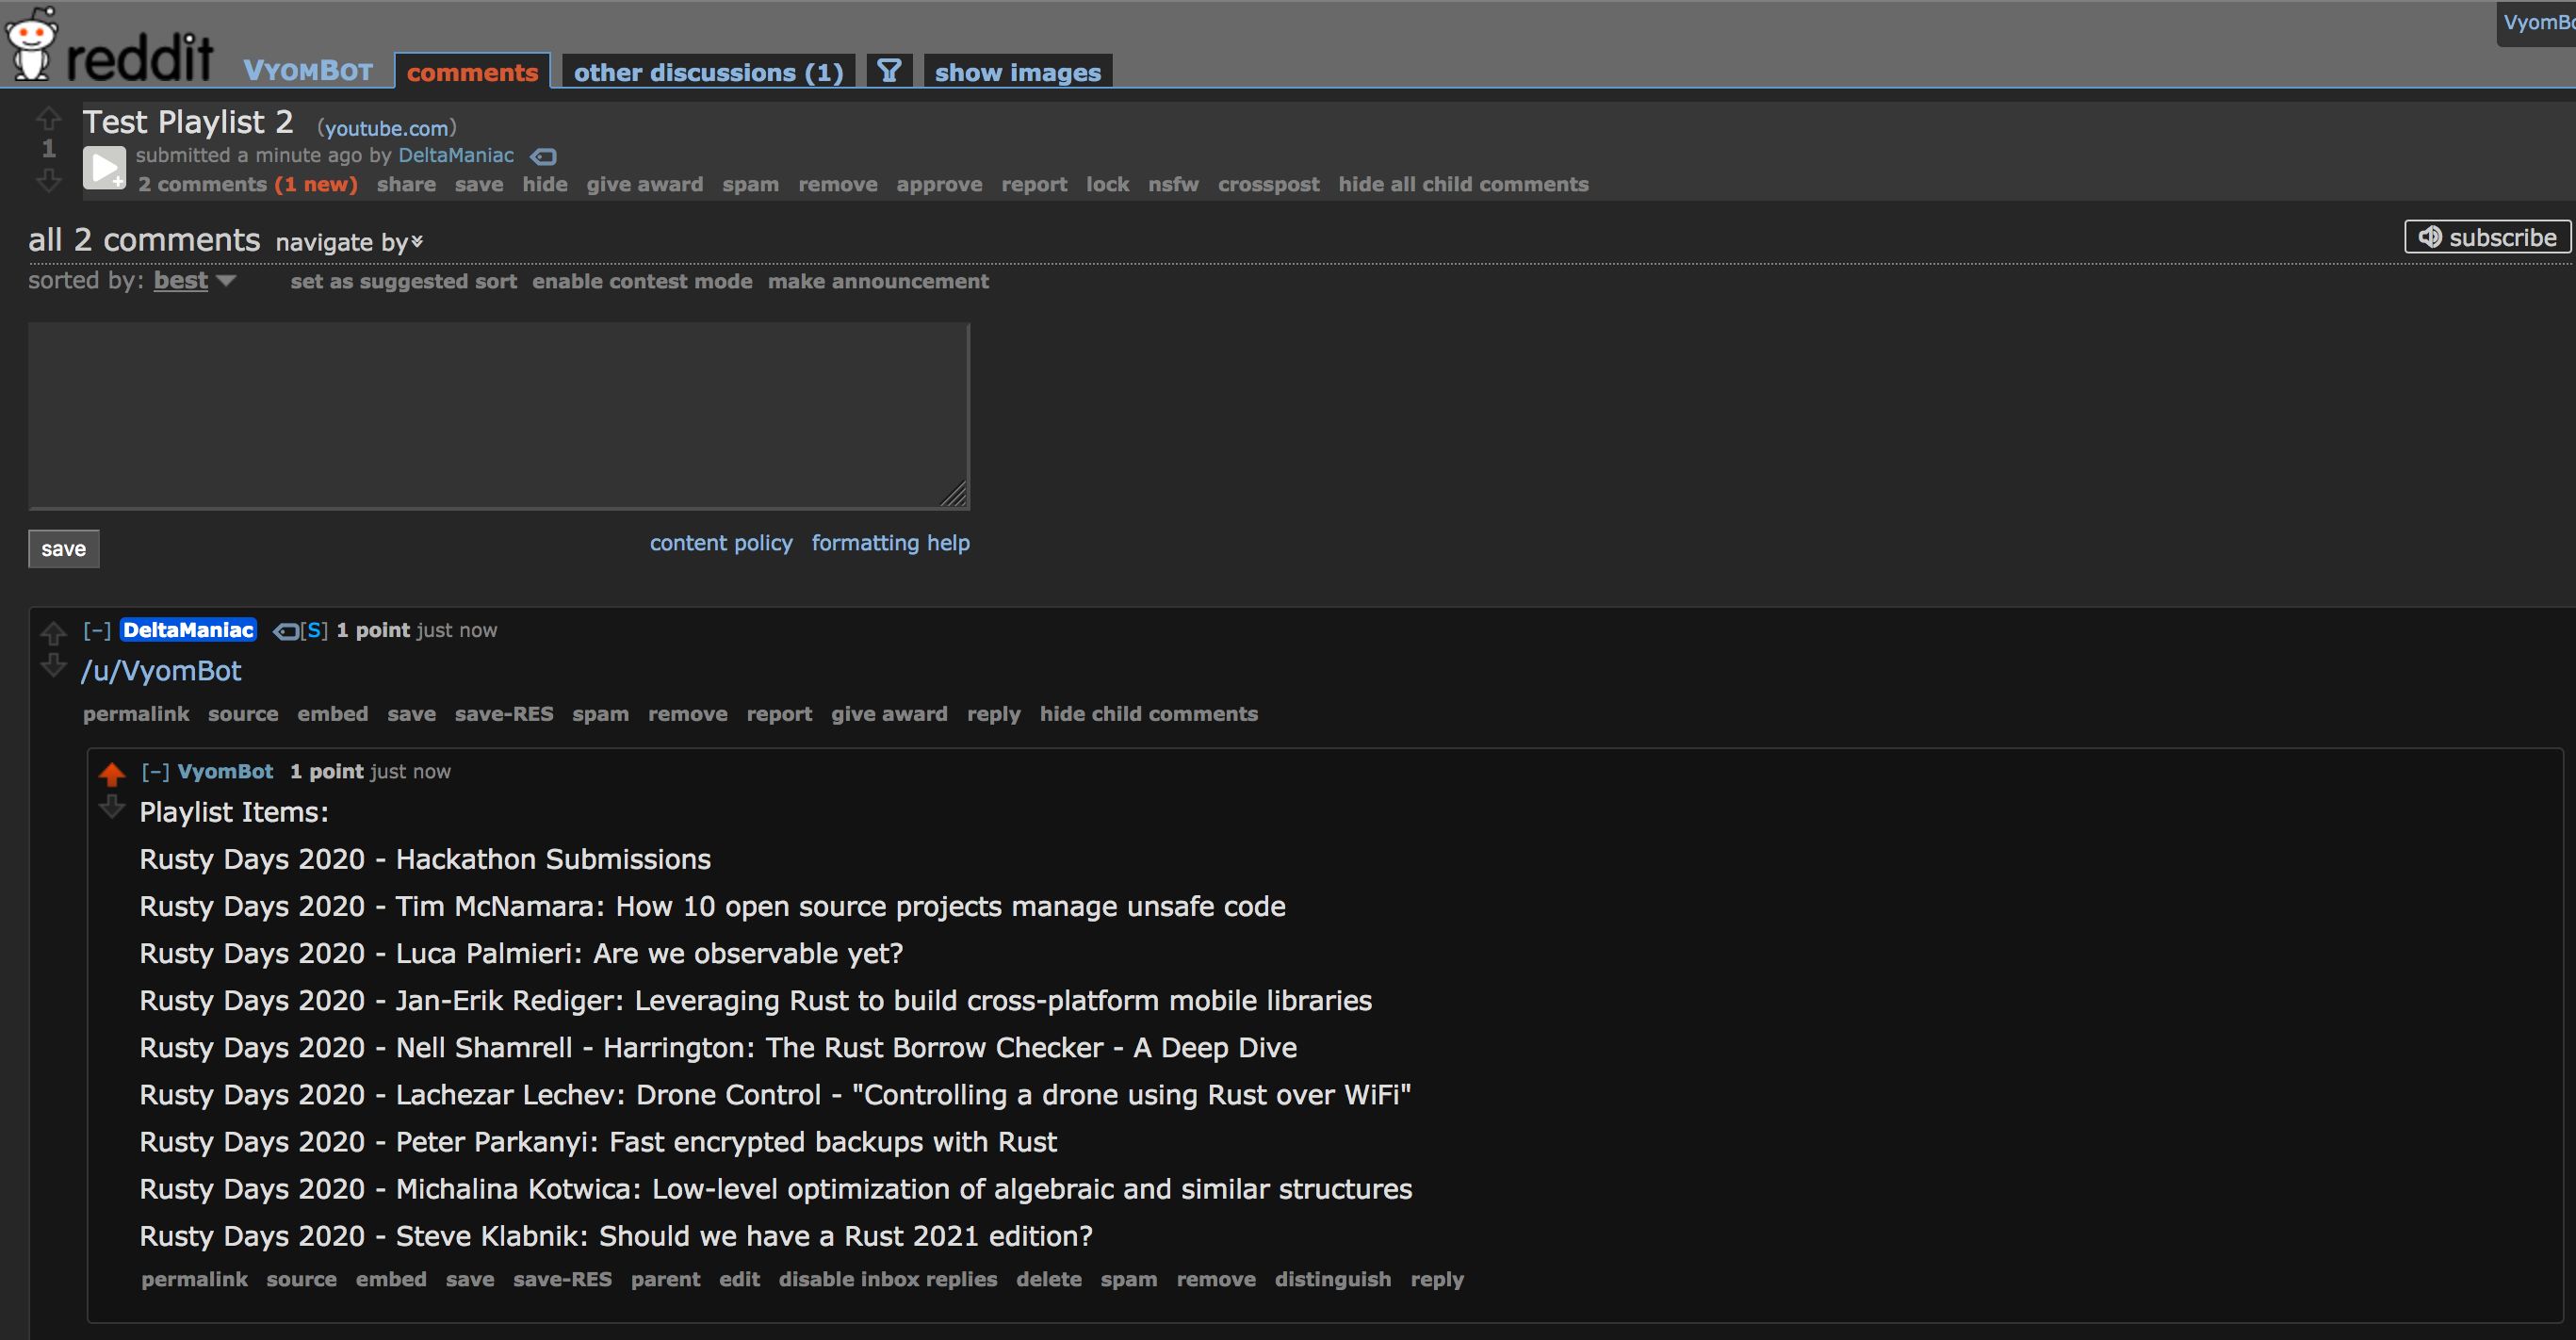 reddit VYOMBOT comments other discussions (1) show images
VyomBo
Test Playlist 2 (youtube.com)
1
submitted a minute ago by DeltaManiac
2 comments (1 new) share save hide give award spam remove approve report lock nsfw crosspost hide all child comments
all 2 comments navigate by
subscribe
sorted by: best set as suggested sort enable contest mode make announcement
save content policy formatting help
[–] DeltaManiac [S] 1 point just now
/u/VyomBot
permalink source embed save save-RES spam remove report give award reply hide child comments
[–] VyomBot 1 point just now
Playlist Items:
Rusty Days 2020 - Hackathon Submissions
Rusty Days 2020 - Tim McNamara: How 10 open source projects manage unsafe code
Rusty Days 2020 - Luca Palmieri: Are we observable yet?
Rusty Days 2020 - Jan-Erik Rediger: Leveraging Rust to build cross-platform mobile libraries
Rusty Days 2020 - Nell Shamrell - Harrington: The Rust Borrow Checker - A Deep Dive
Rusty Days 2020 - Lachezar Lechev: Drone Control - "Controlling a drone using Rust over WiFi"
Rusty Days 2020 - Peter Parkanyi: Fast encrypted backups with Rust
Rusty Days 2020 - Michalina Kotwica: Low-level optimization of algebraic and similar structures
Rusty Days 2020 - Steve Klabnik: Should we have a Rust 2021 edition?
permalink source embed save save-RES parent edit disable inbox replies delete spam remove distinguish reply